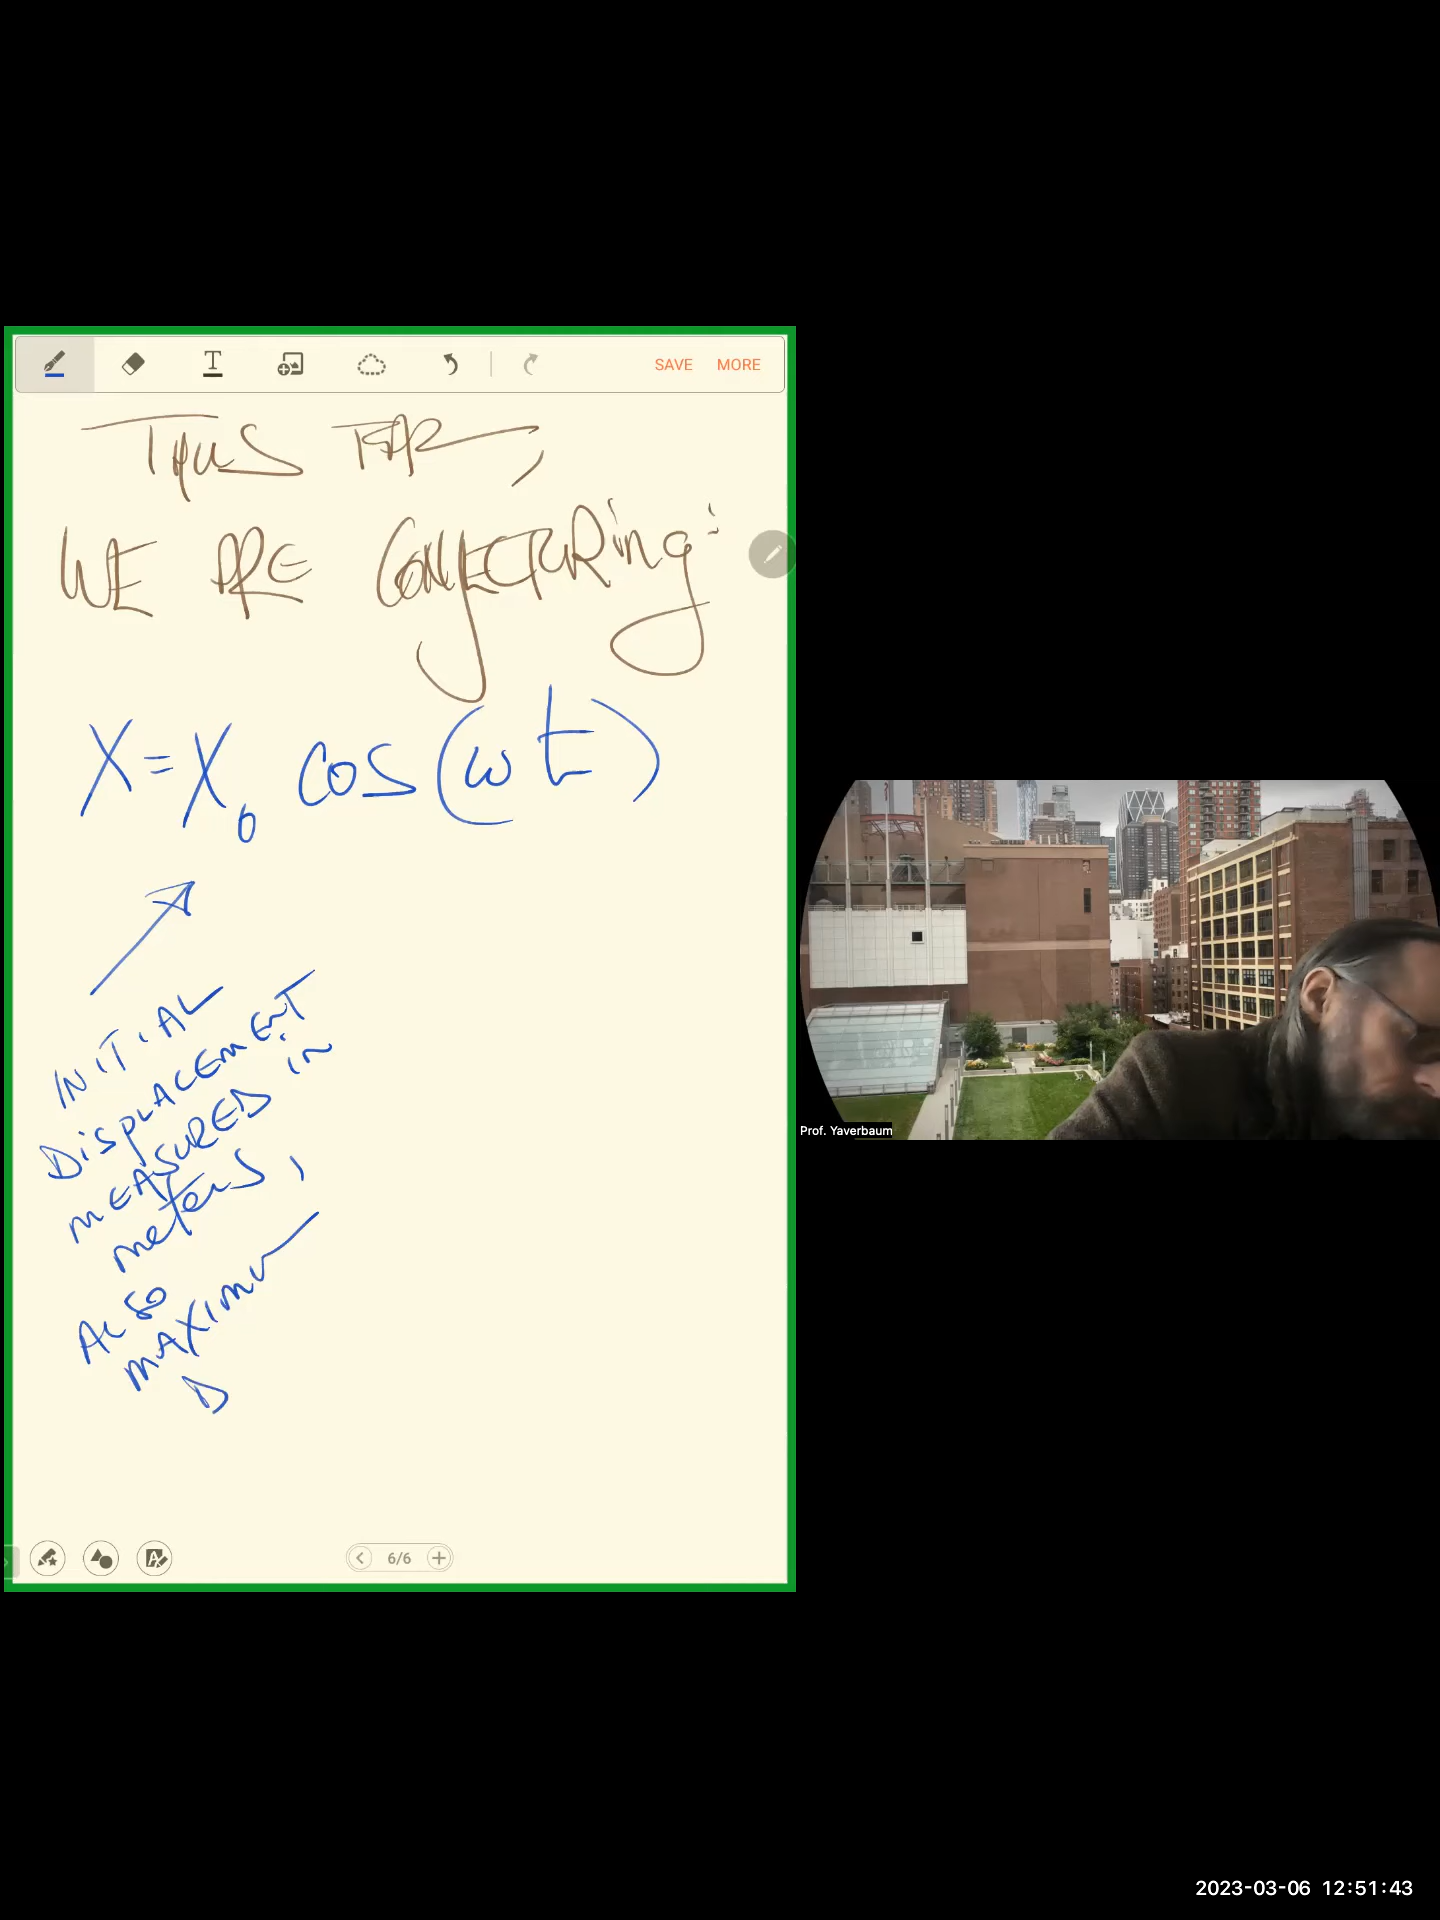 SAVE MORE
THUS FAR,
WE ARE CONJECTURing:
X = X₀ cos(ωt)
INITIAL
DiSPLACEMENT
MEASURED in
meters,
ALSO
MAXIMU
D
6/6
Prof. Yaverbaum
2023-03-06 12:51:43